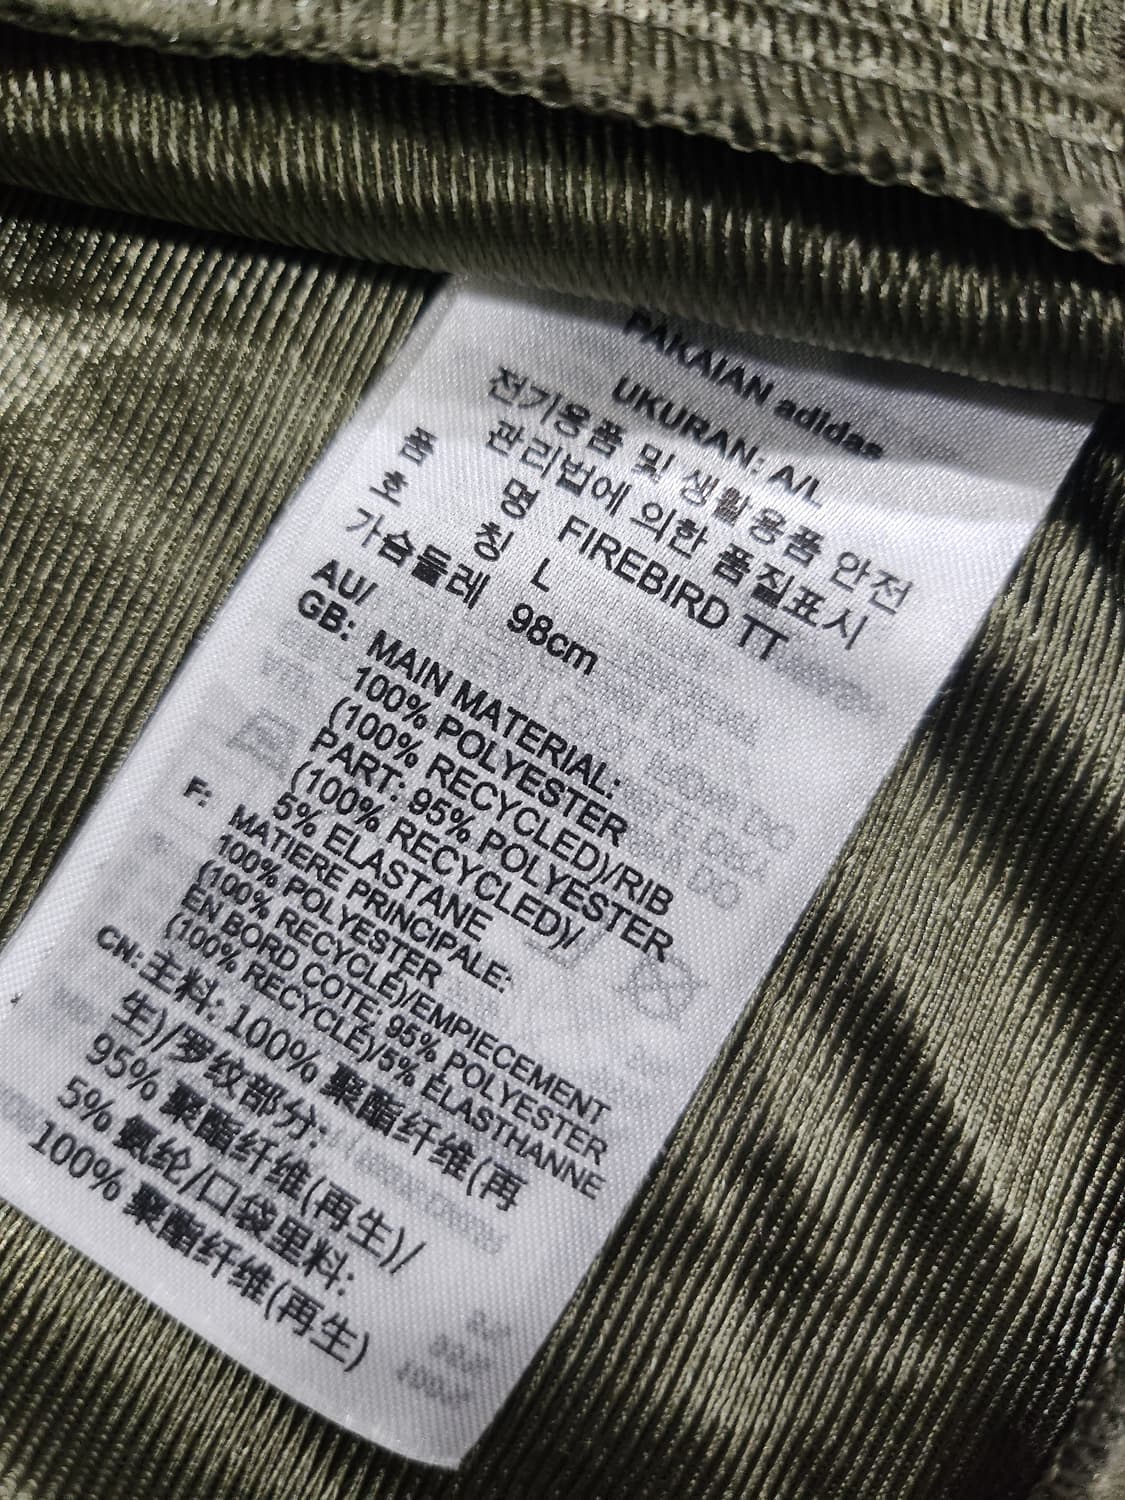 PAKAIAN adidas
UKURAN: A/L
전기용품 및 생활용품 안전
관리법에 의한 품질표시
품 명 FIREBIRD TT
호 칭 L
가슴둘레 98cm
AU/
GB: MAIN MATERIAL:
100% POLYESTER
(100% RECYCLED)/RIB
PART: 95% POLYESTER
(100% RECYCLED)/
5% ELASTANE
F: MATIERE PRINCIPALE:
100% POLYESTER
(100% RECYCLÉ)/EMPIECEMENT
EN BORD COTE: 95% POLYESTER
(100% RECYCLÉ)/5% ÉLASTHANNE
CN: 主料: 100% 聚酯纤维(再
生)/罗纹部分:
95% 聚酯纤维(再生)/
5% 氨纶/口袋里料:
100% 聚酯纤维(再生)